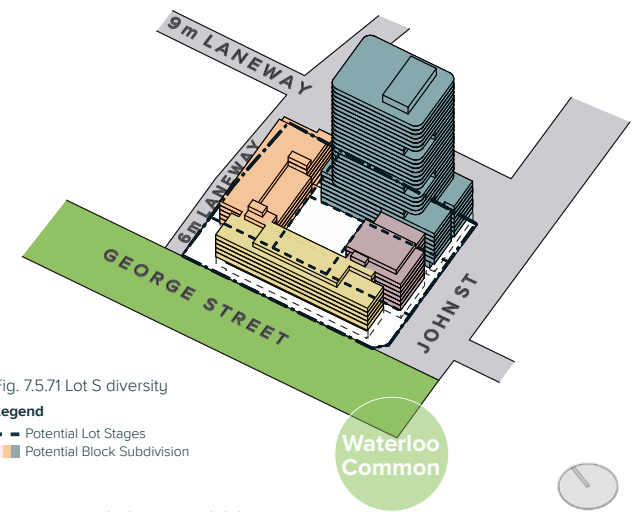 9m LANEWAY
6m LANEWAY
GEORGE STREET
JOHN ST
Fig. 7.5.71 Lot S diversity
Legend
Potential Lot Stages
Potential Block Subdivision
Waterloo
Common